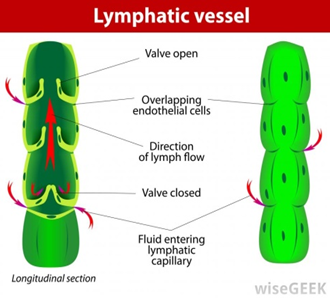 Lymphatic vessel
Valve open
Overlapping
endothelial cells
Direction
of lymph flow
Valve closed
Fluid entering
lymphatic
capillary
Longitudinal section
wiseGEEK